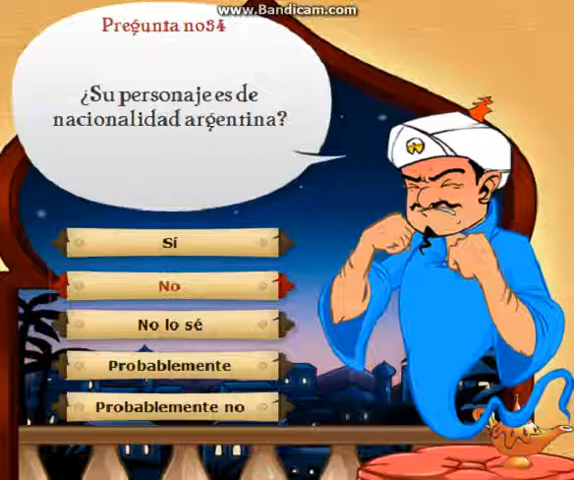 www.Bandicam.com
Pregunta no34
¿Su personaje es de
nacionalidad argentina?
Sí
No
No lo sé
Probablemente
Probablemente no